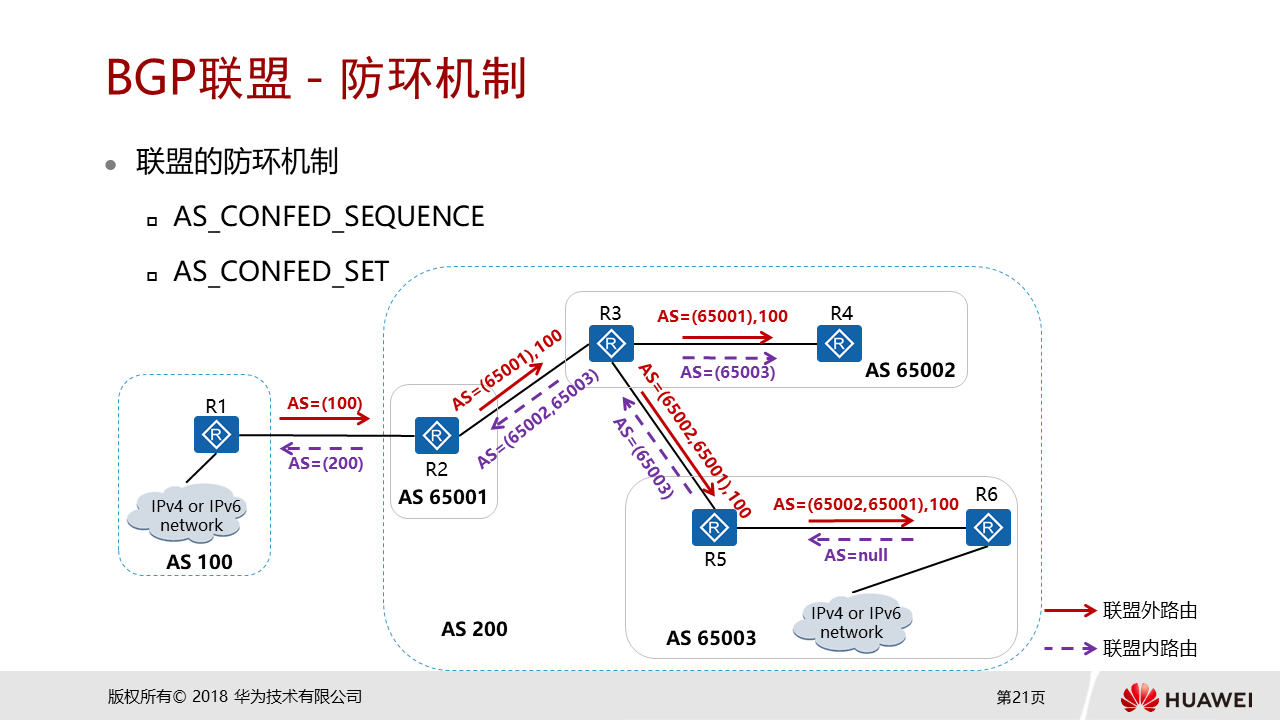 BGP联盟 - 防环机制
联盟的防环机制
AS_CONFED_SEQUENCE
AS_CONFED_SET
R3
AS=(65001),100
R4
AS=(65003)
AS 65002
AS=(65001),100
AS=(65002,65003)
AS=(65002,65001),100
AS=(65003)
R1
AS=(100)
AS=(200)
R
R
R
R
R
R
R2
AS 65001
IPv4 or IPv6
network
AS 100
AS=(65002,65001),100
R6
R5
AS=null
IPv4 or IPv6
network
AS 200
AS 65003
联盟外路由
联盟内路由
版权所有© 2018 华为技术有限公司
第21页
HUAWEI